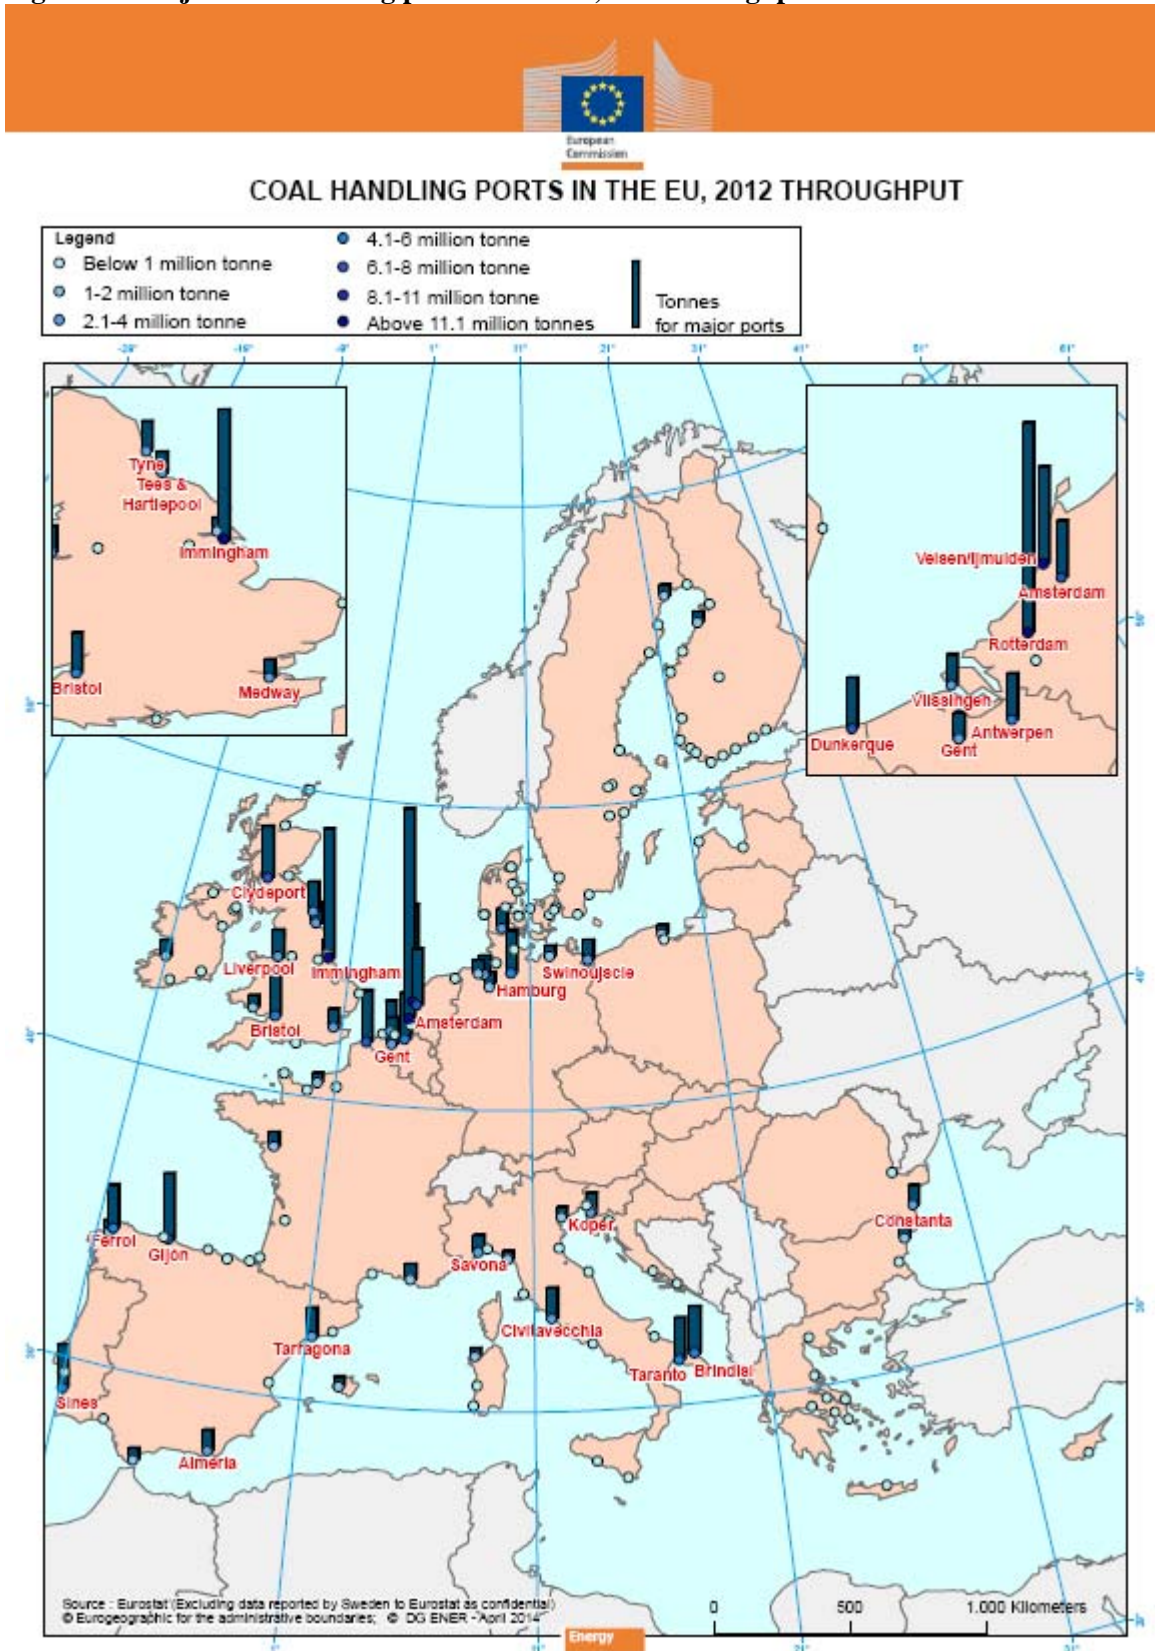 European
Commission
COAL HANDLING PORTS IN THE EU, 2012 THROUGHPUT
Legend
Below 1 million tonne
1-2 million tonne
2.1-4 million tonne
4.1-6 million tonne
6.1-8 million tonne
8.1-11 million tonne
Above 11.1 million tonnes
Tonnes
for major ports
Tyne
Tees &
Hartlepool
Immingham
Bristol
Medway
Velsen/Ijmuiden
Amsterdam
Rotterdam
Vlissingen
Antwerpen
Dunkerque
Gent
Clydeport
Liverpool
Immingham
Swinoujscie
Hamburg
Bristol
Amsterdam
Gent
Ferrol
Gijon
Koper
Constanta
Savona
Civitavecchia
Tarragona
Taranto
Brindisi
Sines
Almeria
Source : Eurostat (Excluding data reported by Sweden to Eurostat as confidential)
© Eurogeographic for the administrative boundaries; © DG ENER - April 2014
0 500 1.000 Kilometers
Energy